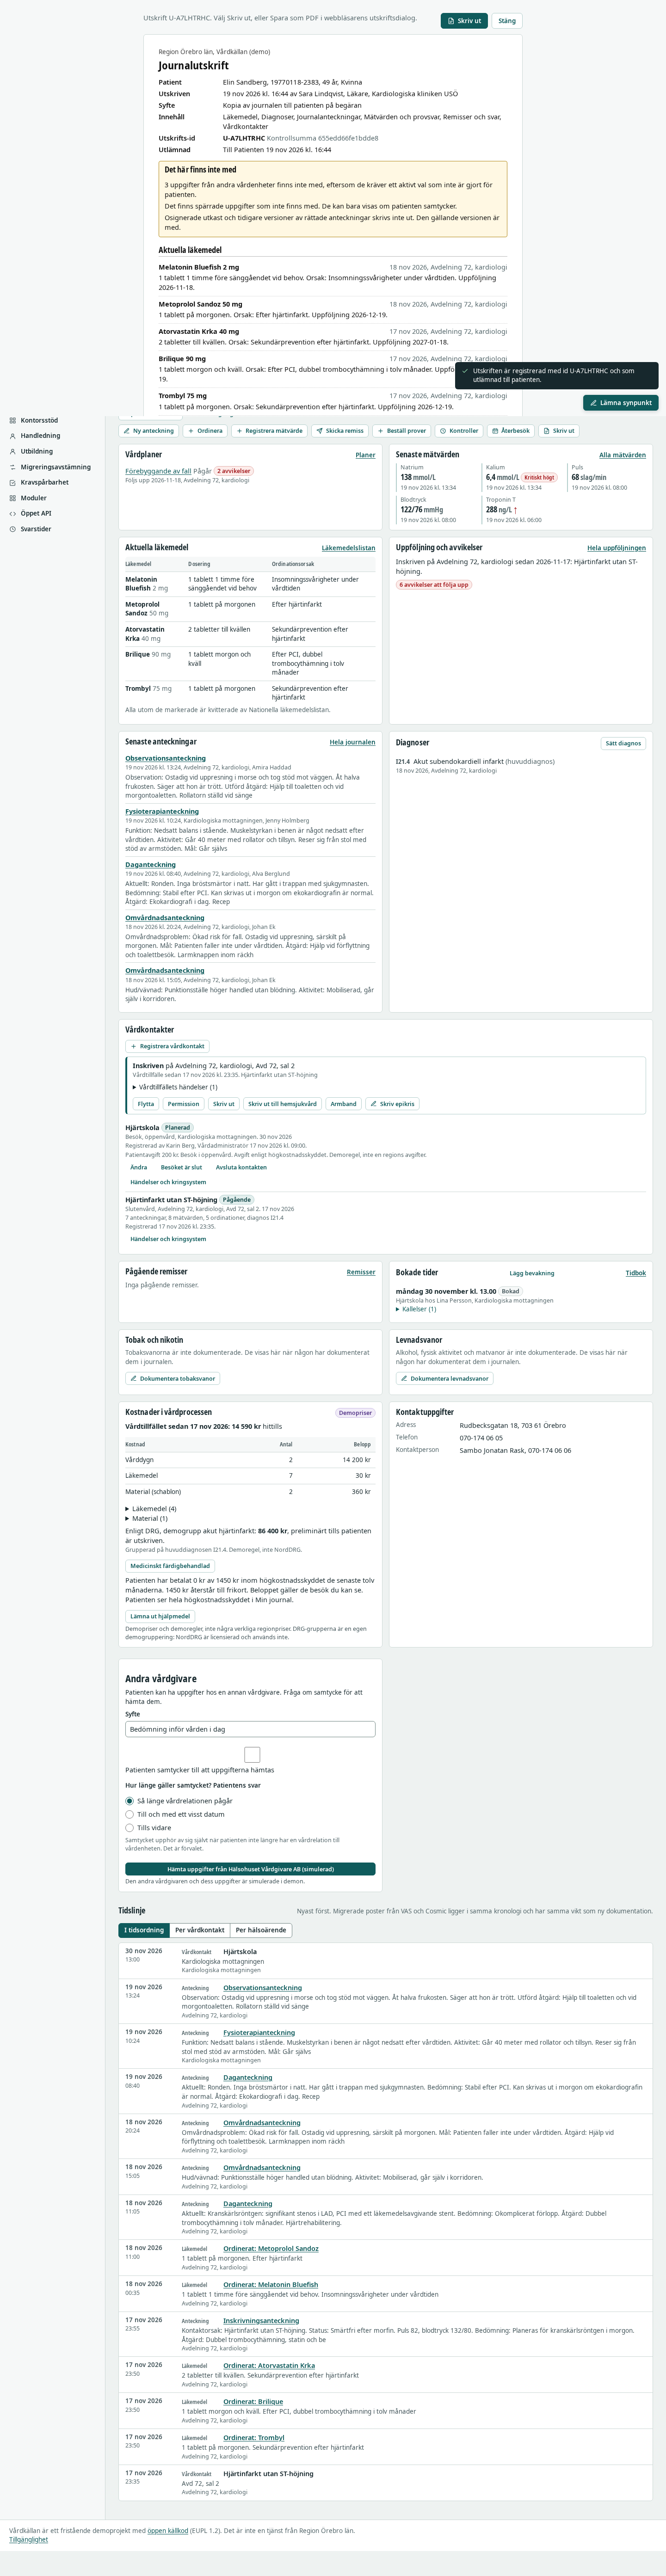 Utskrift U-A7LHTRHC. Välj Skriv ut, eller Spara som PDF i webbläsarens utskriftsdialog.
Skriv ut
Stäng
Region Örebro län, Vårdkällan (demo)
Journalutskrift
Patient Elin Sandberg, 19770118-2383, 49 år, Kvinna
Utskriven 19 nov 2026 kl. 16:44 av Sara Lindqvist, Läkare, Kardiologiska kliniken USÖ
Syfte Kopia av journalen till patienten på begäran
Innehåll Läkemedel, Diagnoser, Journalanteckningar, Mätvärden och provsvar, Remisser och svar,
Vårdkontakter
Utskrifts-id U-A7LHTRHC Kontrollsumma 655edd66fe1bdde8
Utlämnad Till Patienten 19 nov 2026 kl. 16:44
Det här finns inte med
3 uppgifter från andra vårdenheter finns inte med, eftersom de kräver ett aktivt val som inte är gjort för
patienten.
Det finns spärrade uppgifter som inte finns med. De kan bara visas om patienten samtycker.
Osignerade utkast och tidigare versioner av rättade anteckningar skrivs inte ut. Den gällande versionen är
med.
Aktuella läkemedel
Melatonin Bluefish 2 mg 18 nov 2026, Avdelning 72, kardiologi
1 tablett 1 timme före sänggåendet vid behov. Orsak: Insomningssvårigheter under vårdtiden. Uppföljning
2026-11-18.
Metoprolol Sandoz 50 mg 18 nov 2026, Avdelning 72, kardiologi
1 tablett på morgonen. Orsak: Efter hjärtinfarkt. Uppföljning 2026-12-19.
Atorvastatin Krka 40 mg 17 nov 2026, Avdelning 72, kardiologi
2 tabletter till kvällen. Orsak: Sekundärprevention efter hjärtinfarkt. Uppföljning 2027-01-18.
Brilique 90 mg 17 nov 2026, Avdelning 72, kardiologi
1 tablett morgon och kväll. Orsak: Efter PCI, dubbel trombocythämning i tolv månader. Uppfö
19.
Trombyl 75 mg 17 nov
1 tablett på morgonen. Orsak: Sekundärprevention efter hjärtinfarkt. Uppföljning 2026-12-19.
Utskriften är registrerad med id U-A7LHTRHC och som
utlämnad till patienten.
Lämna synpunkt
Kontorsstöd
Handledning
Utbildning
Migreringsavstämning
Kravspårbarhet
Moduler
Öppet API
Svarstider
Ny anteckning
Ordinera
Registrera mätvärde
Skicka remiss
Beställ prover
Kontroller
Återbesök
Skriv ut
Vårdplaner Planer
Förebyggande av fall Pågår 2 avvikelser
Följs upp 2026-11-18, Avdelning 72, kardiologi
Senaste mätvärden Alla mätvärden
Natrium
138 mmol/L
19 nov 2026 kl. 13:34
Kalium
6,4 mmol/L Kritiskt högt
19 nov 2026 kl. 13:34
Puls
68 slag/min
19 nov 2026 kl. 08:00
Blodtryck
122/76 mmHg
19 nov 2026 kl. 08:00
Troponin T
288 ng/L ↑
19 nov 2026 kl. 06:00
Aktuella läkemedel Läkemedelslistan
Läkemedel Dosering Ordinationsorsak
Melatonin Bluefish 2 mg 1 tablett 1 timme före sänggåendet vid behov Insomningssvårigheter under vårdtiden
Metoprolol Sandoz 50 mg 1 tablett på morgonen Efter hjärtinfarkt
Atorvastatin Krka 40 mg 2 tabletter till kvällen Sekundärprevention efter hjärtinfarkt
Brilique 90 mg 1 tablett morgon och kväll Efter PCI, dubbel trombocythämning i tolv månader
Trombyl 75 mg 1 tablett på morgonen Sekundärprevention efter hjärtinfarkt
Alla utom de markerade är kvitterade av Nationella läkemedelslistan.
Uppföljning och avvikelser Hela uppföljningen
Inskriven på Avdelning 72, kardiologi sedan 2026-11-17: Hjärtinfarkt utan ST-
höjning.
6 avvikelser att följa upp
Senaste anteckningar Hela journalen
Observationsanteckning
19 nov 2026 kl. 13:24, Avdelning 72, kardiologi, Amira Haddad
Observation: Ostadig vid uppresning i morse och tog stöd mot väggen. Åt halva
frukosten. Säger att hon är trött. Utförd åtgärd: Hjälp till toaletten och vid
morgontoaletten. Rollatorn ställd vid sänge
Fysioterapianteckning
19 nov 2026 kl. 10:24, Kardiologiska mottagningen, Jenny Holmberg
Funktion: Nedsatt balans i stående. Muskelstyrkan i benen är något nedsatt efter
vårdtiden. Aktivitet: Går 40 meter med rollator och tillsyn. Reser sig från stol med
stöd av armstöden. Mål: Går självs
Daganteckning
19 nov 2026 kl. 08:40, Avdelning 72, kardiologi, Alva Berglund
Aktuellt: Ronden. Inga bröstsmärtor i natt. Har gått i trappan med sjukgymnasten.
Bedömning: Stabil efter PCI. Kan skrivas ut i morgon om ekokardiografin är normal.
Åtgärd: Ekokardiografi i dag. Recep
Omvårdnadsanteckning
18 nov 2026 kl. 20:24, Avdelning 72, kardiologi, Johan Ek
Omvårdnadsproblem: Ökad risk för fall. Ostadig vid uppresning, särskilt på
morgonen. Mål: Patienten faller inte under vårdtiden. Åtgärd: Hjälp vid förflyttning
och toalettbesök. Larmknappen inom räckh
Omvårdnadsanteckning
18 nov 2026 kl. 15:05, Avdelning 72, kardiologi, Johan Ek
Hud/vävnad: Punktionsställe höger handled utan blödning. Aktivitet: Mobiliserad, går
själv i korridoren.
Diagnoser Sätt diagnos
I21.4 Akut subendokardiell infarkt (huvuddiagnos)
18 nov 2026, Avdelning 72, kardiologi
Vårdkontakter
Registrera vårdkontakt
Inskriven på Avdelning 72, kardiologi, Avd 72, sal 2
Vårdtillfälle sedan 17 nov 2026 kl. 23:35. Hjärtinfarkt utan ST-höjning
Vårdtillfällets händelser (1)
Flytta
Permission
Skriv ut
Skriv ut till hemsjukvård
Armband
Skriv epikris
Hjärtskola Planerad
Besök, öppenvård, Kardiologiska mottagningen. 30 nov 2026
Registrerad av Karin Berg, Vårdadministratör 17 nov 2026 kl. 09:00.
Patientavgift 200 kr. Besök i öppenvård. Avgift enligt högkostnadsskyddet. Demoregel, inte en regions avgifter.
Ändra
Besöket är slut
Avsluta kontakten
Händelser och kringsystem
Hjärtinfarkt utan ST-höjning Pågående
Slutenvård, Avdelning 72, kardiologi, Avd 72, sal 2. 17 nov 2026
7 anteckningar, 8 mätvärden, 5 ordinationer, diagnos I21.4
Registrerad 17 nov 2026 kl. 23:35.
Händelser och kringsystem
Pågående remisser Remisser
Inga pågående remisser.
Bokade tider Lägg bevakning Tidbok
måndag 30 november kl. 13.00 Bokad
Hjärtskola hos Lina Persson, Kardiologiska mottagningen
Kallelser (1)
Tobak och nikotin
Tobaksvanorna är inte dokumenterade. De visas här när någon har dokumenterat
dem i journalen.
Dokumentera tobaksvanor
Levnadsvanor
Alkohol, fysisk aktivitet och matvanor är inte dokumenterade. De visas här när
någon har dokumenterat dem i journalen.
Dokumentera levnadsvanor
Kostnader i vårdprocessen Demopriser
Vårdtillfället sedan 17 nov 2026: 14 590 kr hittills
Kostnad Antal Belopp
Vårddygn 2 14 200 kr
Läkemedel 7 30 kr
Material (schablon) 2 360 kr
Läkemedel (4)
Material (1)
Enligt DRG, demogrupp akut hjärtinfarkt: 86 400 kr, preliminärt tills patienten
är utskriven.
Grupperad på huvuddiagnosen I21.4. Demoregel, inte NordDRG.
Medicinskt färdigbehandlad
Patienten har betalat 0 kr av 1450 kr inom högkostnadsskyddet de senaste tolv
månaderna. 1450 kr återstår till frikort. Beloppet gäller de besök du kan se.
Patienten ser hela högkostnadsskyddet i Min journal.
Lämna ut hjälpmedel
Demopriser och demoregler, inte några verkliga regionpriser. DRG-grupperna är en egen
demogruppering: NordDRG är licensierad och används inte.
Kontaktuppgifter
Adress Rudbecksgatan 18, 703 61 Örebro
Telefon 070-174 06 05
Kontaktperson Sambo Jonatan Rask, 070-174 06 06
Andra vårdgivare
Patienten kan ha uppgifter hos en annan vårdgivare. Fråga om samtycke för att
hämta dem.
Syfte
Bedömning inför vården i dag
Patienten samtycker till att uppgifterna hämtas
Hur länge gäller samtycket? Patientens svar
Så länge vårdrelationen pågår
Till och med ett visst datum
Tills vidare
Samtycket upphör av sig självt när patienten inte längre har en vårdrelation till
vårdenheten. Det är förvalet.
Hämta uppgifter från Hälsohuset Vårdgivare AB (simulerad)
Den andra vårdgivaren och dess uppgifter är simulerade i demon.
Tidslinje
Nyast först. Migrerade poster från VAS och Cosmic ligger i samma kronologi och har samma vikt som ny dokumentation.
I tidsordning
Per vårdkontakt
Per hälsoärende
30 nov 2026 Vårdkontakt Hjärtskola
13:00 Kardiologiska mottagningen
Kardiologiska mottagningen
19 nov 2026 Anteckning Observationsanteckning
13:24 Observation: Ostadig vid uppresning i morse och tog stöd mot väggen. Åt halva frukosten. Säger att hon är trött. Utförd åtgärd: Hjälp till toaletten och vid
morgontoaletten. Rollatorn ställd vid sänge
Avdelning 72, kardiologi
19 nov 2026 Anteckning Fysioterapianteckning
10:24 Funktion: Nedsatt balans i stående. Muskelstyrkan i benen är något nedsatt efter vårdtiden. Aktivitet: Går 40 meter med rollator och tillsyn. Reser sig från
stol med stöd av armstöden. Mål: Går självs
Kardiologiska mottagningen
19 nov 2026 Anteckning Daganteckning
08:40 Aktuellt: Ronden. Inga bröstsmärtor i natt. Har gått i trappan med sjukgymnasten. Bedömning: Stabil efter PCI. Kan skrivas ut i morgon om ekokardiografin
är normal. Åtgärd: Ekokardiografi i dag. Recep
Avdelning 72, kardiologi
18 nov 2026 Anteckning Omvårdnadsanteckning
20:24 Omvårdnadsproblem: Ökad risk för fall. Ostadig vid uppresning, särskilt på morgonen. Mål: Patienten faller inte under vårdtiden. Åtgärd: Hjälp vid
förflyttning och toalettbesök. Larmknappen inom räckh
Avdelning 72, kardiologi
18 nov 2026 Anteckning Omvårdnadsanteckning
15:05 Hud/vävnad: Punktionsställe höger handled utan blödning. Aktivitet: Mobiliserad, går själv i korridoren.
Avdelning 72, kardiologi
18 nov 2026 Anteckning Daganteckning
11:05 Aktuellt: Kranskärlsröntgen: signifikant stenos i LAD, PCI med ett läkemedelsavgivande stent. Bedömning: Okomplicerat förlopp. Åtgärd: Dubbel
trombocythämning i tolv månader. Hjärtrehabilitering.
Avdelning 72, kardiologi
18 nov 2026 Läkemedel Ordinerat: Metoprolol Sandoz
11:00 1 tablett på morgonen. Efter hjärtinfarkt
Avdelning 72, kardiologi
18 nov 2026 Läkemedel Ordinerat: Melatonin Bluefish
00:35 1 tablett 1 timme före sänggåendet vid behov. Insomningssvårigheter under vårdtiden
Avdelning 72, kardiologi
17 nov 2026 Anteckning Inskrivningsanteckning
23:55 Kontaktorsak: Hjärtinfarkt utan ST-höjning. Status: Smärtfri efter morfin. Puls 82, blodtryck 132/80. Bedömning: Planeras för kranskärlsröntgen i morgon.
Åtgärd: Dubbel trombocythämning, statin och be
Avdelning 72, kardiologi
17 nov 2026 Läkemedel Ordinerat: Atorvastatin Krka
23:50 2 tabletter till kvällen. Sekundärprevention efter hjärtinfarkt
Avdelning 72, kardiologi
17 nov 2026 Läkemedel Ordinerat: Brilique
23:50 1 tablett morgon och kväll. Efter PCI, dubbel trombocythämning i tolv månader
Avdelning 72, kardiologi
17 nov 2026 Läkemedel Ordinerat: Trombyl
23:50 1 tablett på morgonen. Sekundärprevention efter hjärtinfarkt
Avdelning 72, kardiologi
17 nov 2026 Vårdkontakt Hjärtinfarkt utan ST-höjning
23:35 Avd 72, sal 2
Avdelning 72, kardiologi
Vårdkällan är ett fristående demoprojekt med öppen källkod (EUPL 1.2). Det är inte en tjänst från Region Örebro län.
Tillgänglighet